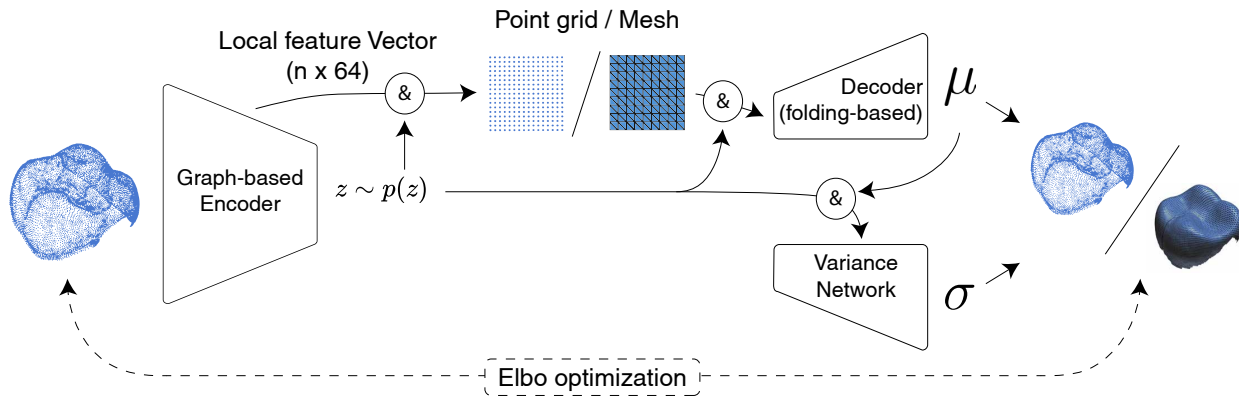 Point grid / Mesh
Local feature Vector
(n x 64)
&
&
Decoder
(folding-based)
μ
Graph-based
Encoder
z ∼ p(z)
&
Variance
Network
σ
Elbo optimization